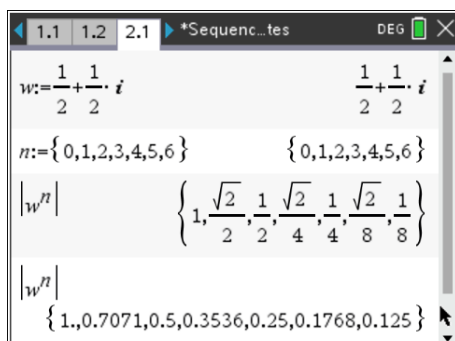 1.1 1.2 2.1 *Sequenc...tes DEG
w:=1/2+1/2·i 1/2+1/2·i
n:={0,1,2,3,4,5,6} {0,1,2,3,4,5,6}
|wⁿ| {1,√2/2,1/2,√2/4,1/4,√2/8,1/8}
|wⁿ|
{1.,0.7071,0.5,0.3536,0.25,0.1768,0.125}